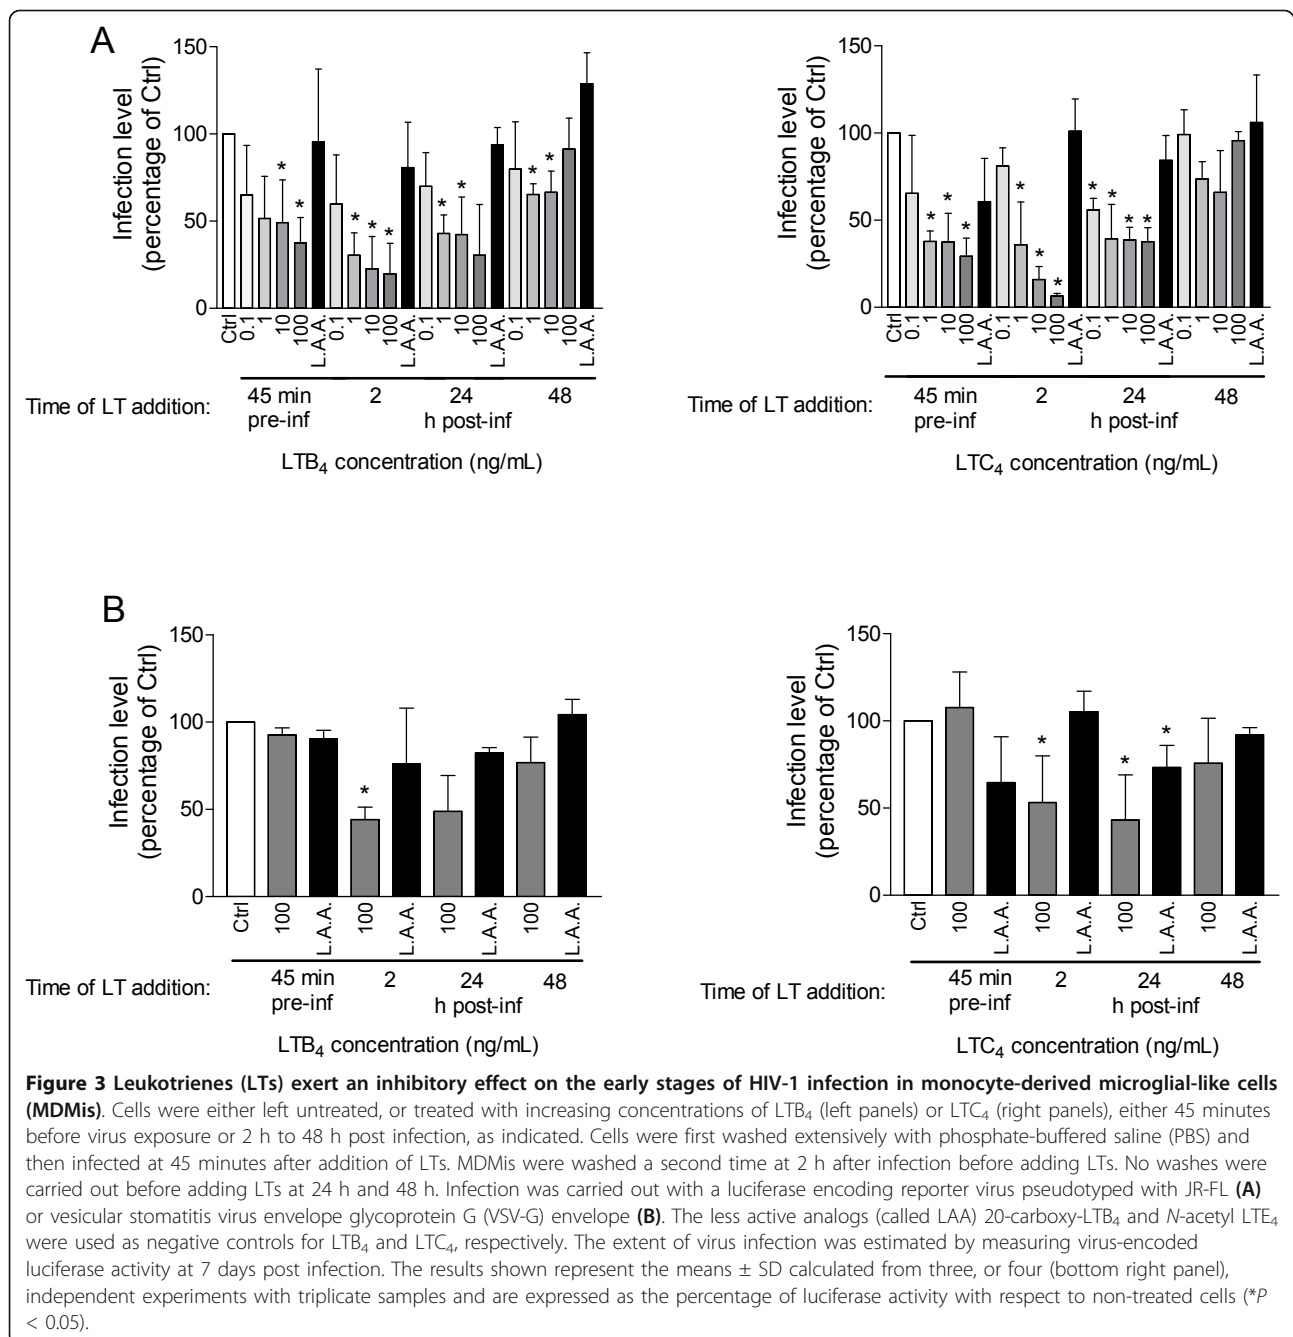 A
150
100
50
0
Infection level
(percentage of Ctrl)
* * * * * * * * * *
Ctrl 0.1 1 10 100 L.A.A. 0.1 1 10 100 L.A.A. 0.1 1 10 100 L.A.A. 0.1 1 10 100 L.A.A.
Time of LT addition: 45 min 2 24 48
pre-inf h post-inf
LTB4 concentration (ng/mL)
150
100
50
0
Infection level
(percentage of Ctrl)
* * * * * * * * * *
Ctrl 0.1 1 10 100 L.A.A. 0.1 1 10 100 L.A.A. 0.1 1 10 100 L.A.A. 0.1 1 10 100 L.A.A.
Time of LT addition: 45 min 2 24 48
pre-inf h post-inf
LTC4 concentration (ng/mL)
B
150
100
50
0
Infection level
(percentage of Ctrl)
*
Ctrl 100 L.A.A. 100 L.A.A. 100 L.A.A. 100 L.A.A.
Time of LT addition: 45 min 2 24 48
pre-inf h post-inf
LTB4 concentration (ng/mL)
150
100
50
0
Infection level
(percentage of Ctrl)
* * *
Ctrl 100 L.A.A. 100 L.A.A. 100 L.A.A. 100 L.A.A.
Time of LT addition: 45 min 2 24 48
pre-inf h post-inf
LTC4 concentration (ng/mL)
Figure 3 Leukotrienes (LTs) exert an inhibitory effect on the early stages of HIV-1 infection in monocyte-derived microglial-like cells
(MDMis). Cells were either left untreated, or treated with increasing concentrations of LTB4 (left panels) or LTC4 (right panels), either 45 minutes
before virus exposure or 2 h to 48 h post infection, as indicated. Cells were first washed extensively with phosphate-buffered saline (PBS) and
then infected at 45 minutes after addition of LTs. MDMis were washed a second time at 2 h after infection before adding LTs. No washes were
carried out before adding LTs at 24 h and 48 h. Infection was carried out with a luciferase encoding reporter virus pseudotyped with JR-FL (A)
or vesicular stomatitis virus envelope glycoprotein G (VSV-G) envelope (B). The less active analogs (called LAA) 20-carboxy-LTB4 and N-acetyl LTE4
were used as negative controls for LTB4 and LTC4, respectively. The extent of virus infection was estimated by measuring virus-encoded
luciferase activity at 7 days post infection. The results shown represent the means ± SD calculated from three, or four (bottom right panel),
independent experiments with triplicate samples and are expressed as the percentage of luciferase activity with respect to non-treated cells (*P
< 0.05).